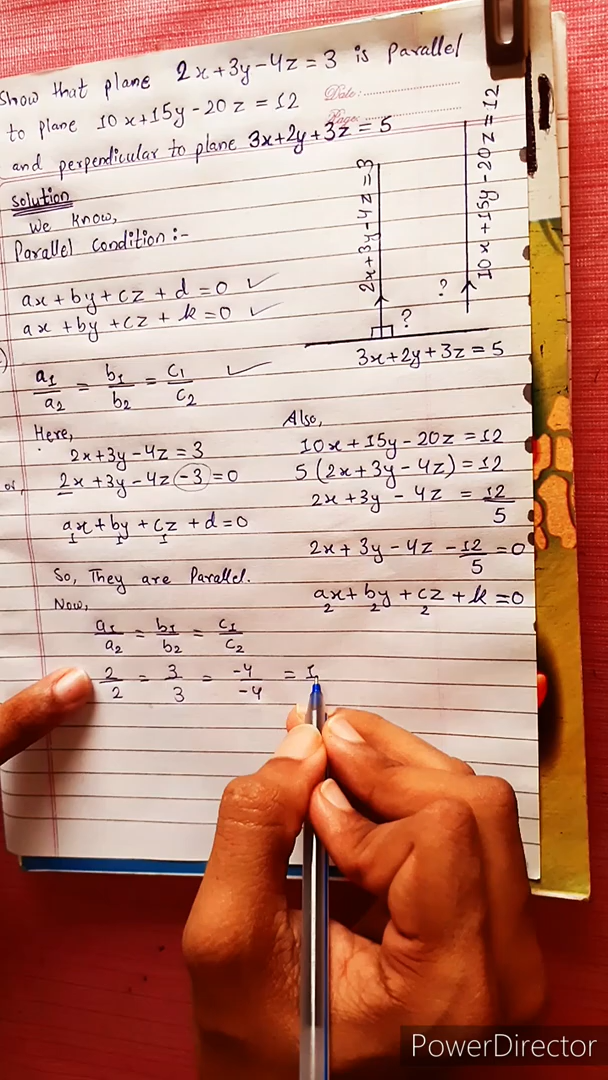 Show that plane 2x+3y-4z=3 is Parallel
to plane 10x+15y-20z=12
Date:
Page:
and perpendicular to plane 3x+2y+3z=5
Solution
We know,
Parallel condition:-
ax+by+cz+d=0 ✓
ax+by+cz+k=0 ✓
a1/a2 = b1/b2 = c1/c2 ✓
2x+3y-4z=3
10x+15y-20z=12
?
?
3x+2y+3z=5
Here,
2x+3y-4z=3
or, 2x+3y-4z-3=0
a1x+b1y+c1z+d=0
So, They are Parallel.
Now,
a1/a2 = b1/b2 = c1/c2
2/2 = 3/3 = -4/-4 = 1
Also,
10x+15y-20z=12
5(2x+3y-4z)=12
2x+3y-4z = 12/5
2x+3y-4z-12/5=0
a2x+b2y+c2z+k=0
PowerDirector